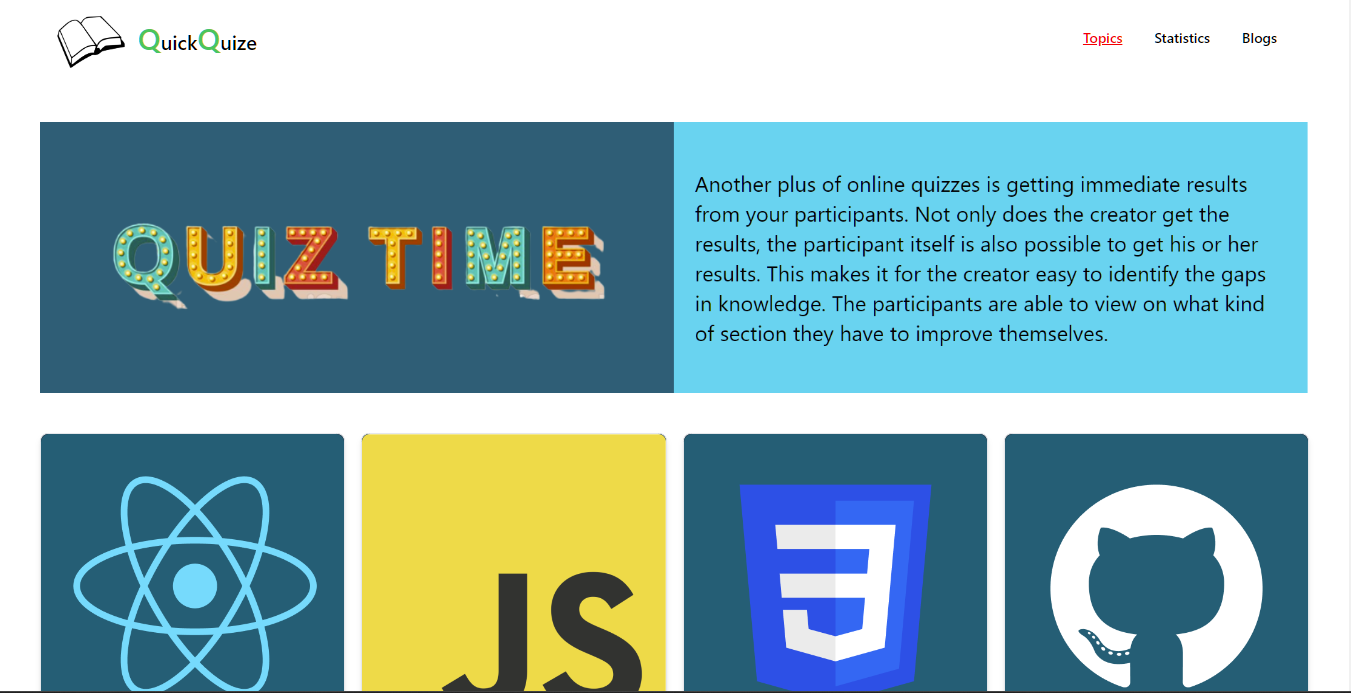 QuickQuize
Topics Statistics Blogs
QUIZ TIME
Another plus of online quizzes is getting immediate results
from your participants. Not only does the creator get the
results, the participant itself is also possible to get his or her
results. This makes it for the creator easy to identify the gaps
in knowledge. The participants are able to view on what kind
of section they have to improve themselves.
JS
3